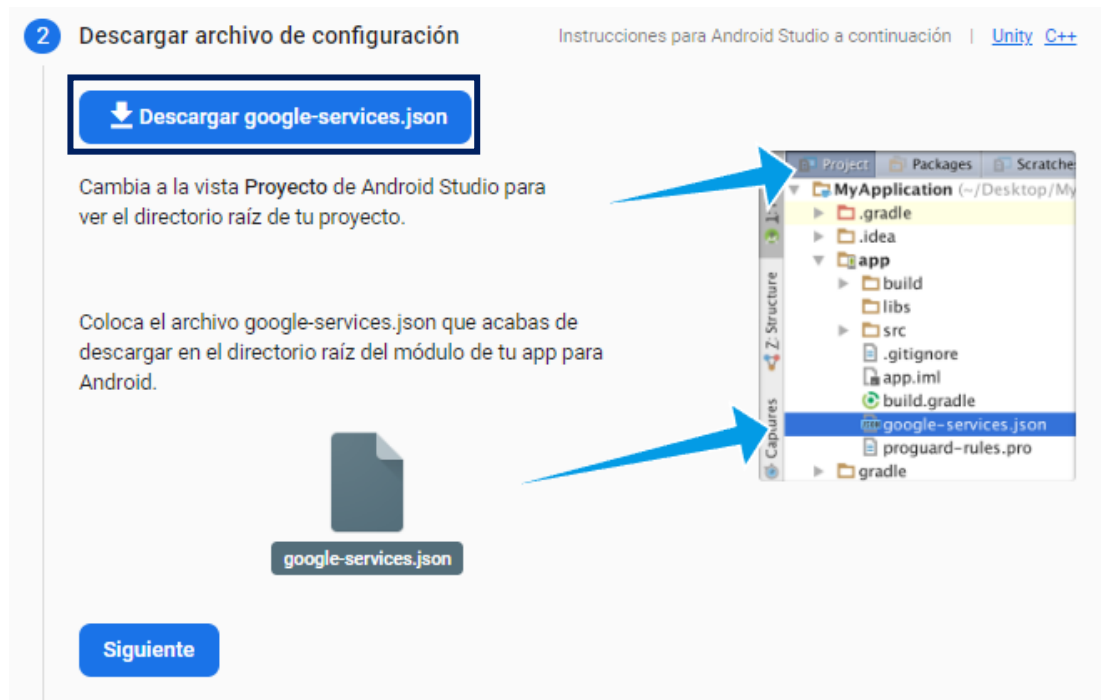 2 Descargar archivo de configuración
Instrucciones para Android Studio a continuación | Unity C++
Descargar google-services.json
Cambia a la vista Proyecto de Android Studio para
ver el directorio raíz de tu proyecto.
Coloca el archivo google-services.json que acabas de
descargar en el directorio raíz del módulo de tu app para
Android.
google-services.json
Siguiente
Project Packages Scratche
MyApplication (~/Desktop/My
.gradle
.idea
app
build
libs
src
.gitignore
app.iml
build.gradle
google-services.json
proguard-rules.pro
gradle
Z: Structure
Captures